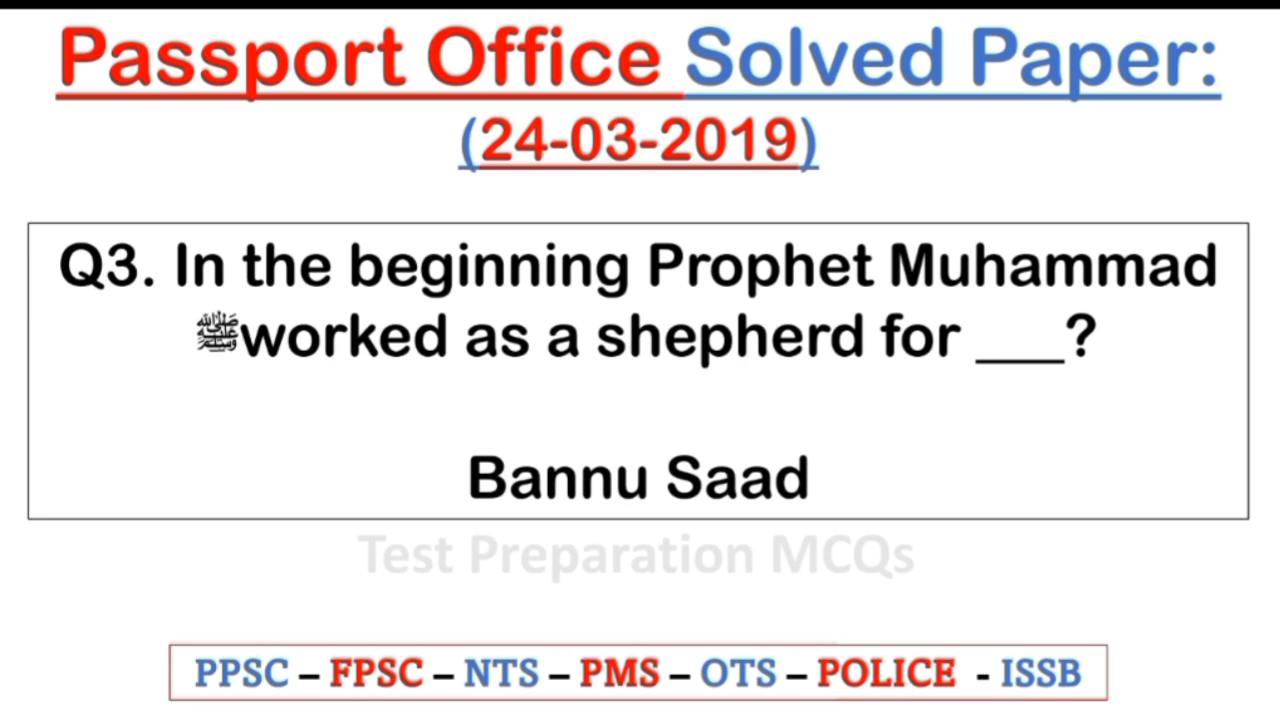 Passport Office Solved Paper:
(24-03-2019)
Q3. In the beginning Prophet Muhammad
ﷺworked as a shepherd for ___?
Bannu Saad
Test Preparation MCQs
PPSC – FPSC – NTS – PMS – OTS – POLICE - ISSB